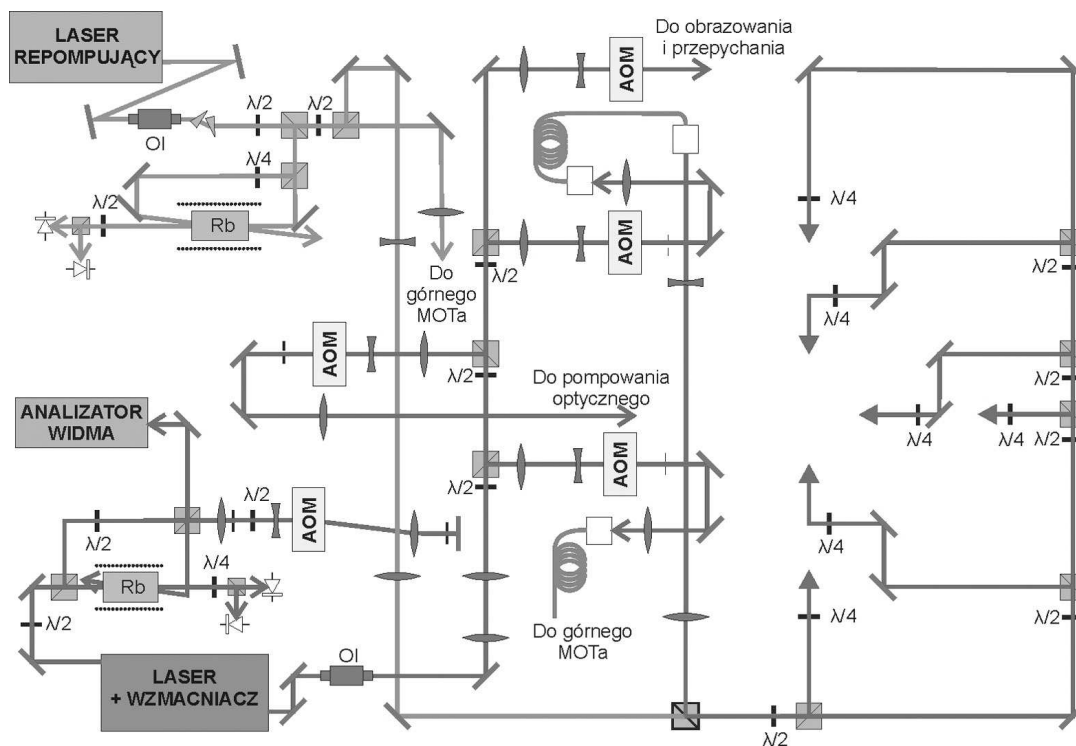 LASER
REPOMPUJĄCY
OI
λ/2
λ/2
λ/4
λ/2
Rb
Do
górnego
MOTa
Do obrazowania
i przepychania
AOM
AOM
λ/2
AOM
λ/2
Do pompowania
optycznego
AOM
λ/2
Do górnego
MOTa
ANALIZATOR
WIDMA
λ/2
λ/2
AOM
λ/4
Rb
λ/2
LASER
+ WZMACNIACZ
OI
λ/4
λ/2
λ/4
λ/2
λ/4
λ/4
λ/2
λ/4
λ/4
λ/2
λ/2